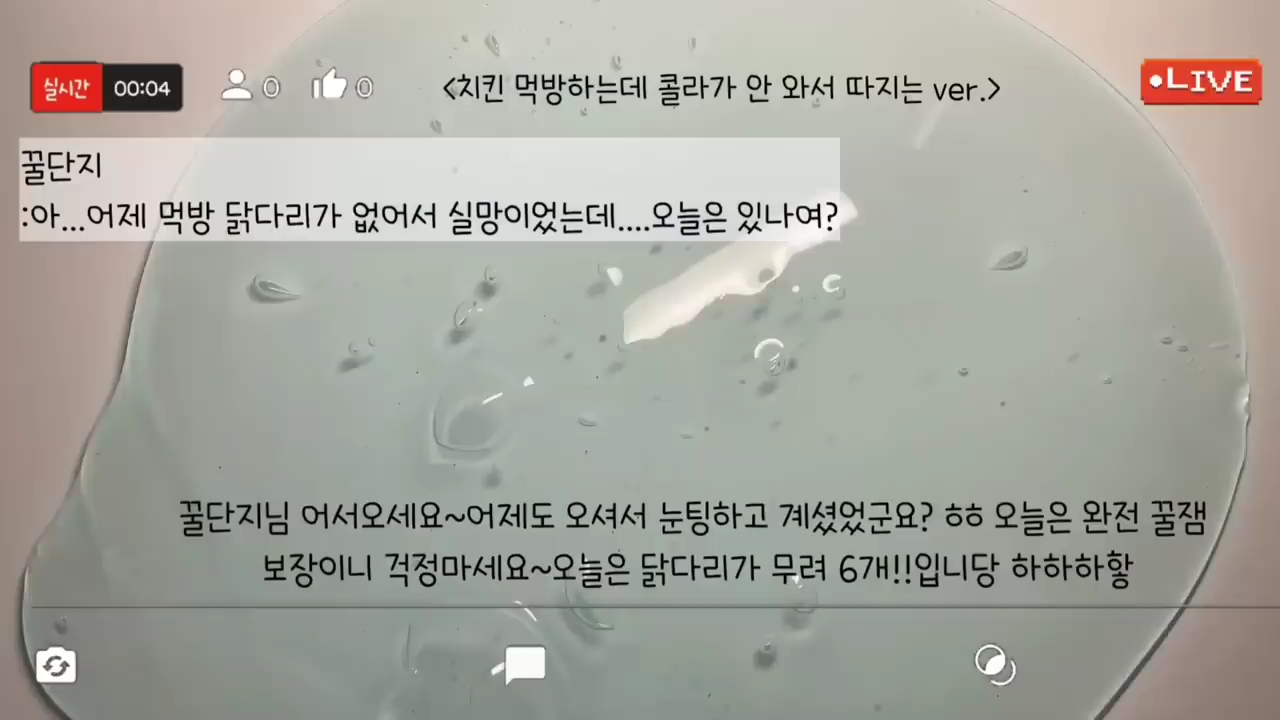 실시간 00:04 0 0 <치킨 먹방하는데 콜라가 안 와서 따지는 ver.> •LIVE
꿀단지
:아...어제 먹방 닭다리가 없어서 실망이었는데....오늘은 있나여?
꿀단지님 어서오세요~어제도 오셔서 눈팅하고 계셨었군요? ㅎㅎ 오늘은 완전 꿀잼
보장이니 걱정마세요~오늘은 닭다리가 무려 6개!!입니당 하하하핳